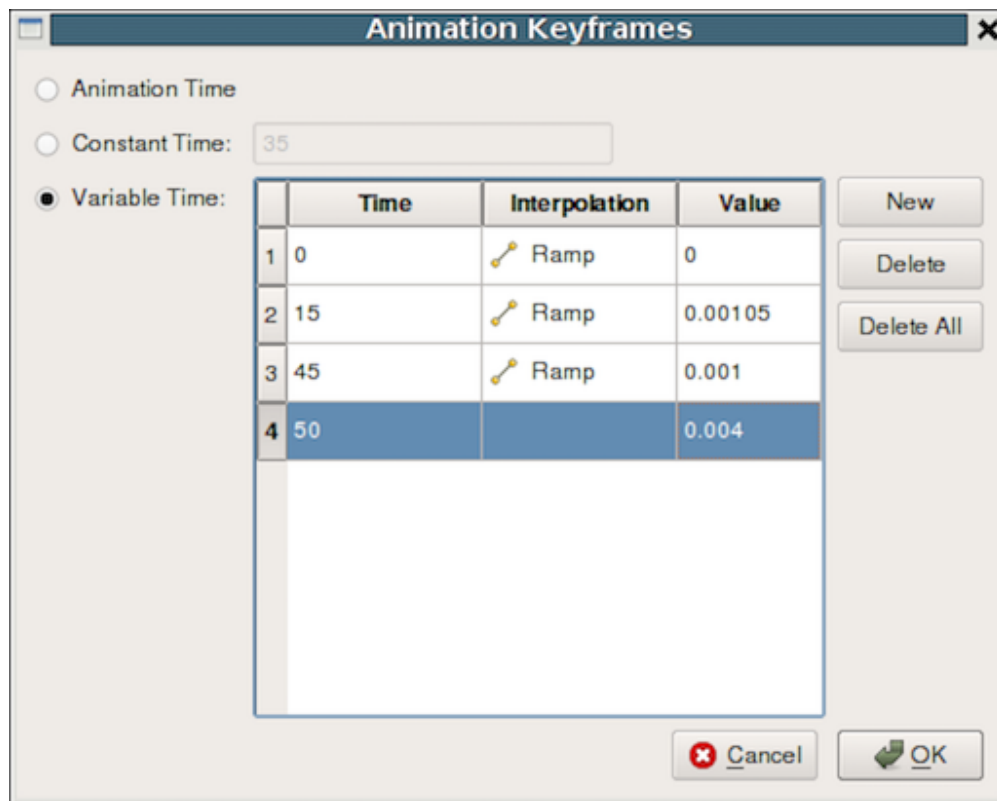 Animation Keyframes
Animation Time
Constant Time: 35
Variable Time:
Time Interpolation Value
New
1 0 Ramp 0
Delete
2 15 Ramp 0.00105
Delete All
3 45 Ramp 0.001
4 50 0.004
Cancel OK